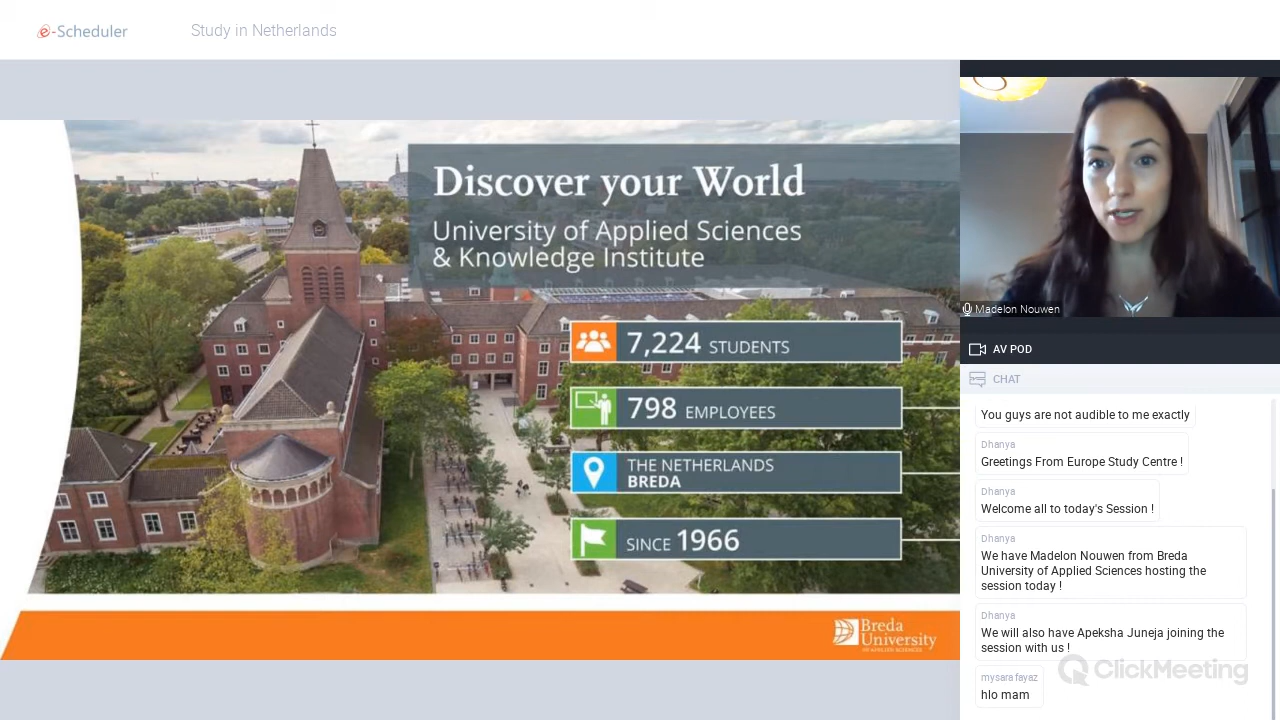 e-Scheduler
Study in Netherlands
Discover your World
University of Applied Sciences
& Knowledge Institute
7,224 STUDENTS
798 EMPLOYEES
THE NETHERLANDS
BREDA
SINCE 1966
Breda
University
OF APPLIED SCIENCES
Madelon Nouwen
AV POD
CHAT
You guys are not audible to me exactly
Dhanya
Greetings From Europe Study Centre !
Dhanya
Welcome all to today's Session !
Dhanya
We have Madelon Nouwen from Breda
University of Applied Sciences hosting the
session today !
Dhanya
We will also have Apeksha Juneja joining the
session with us !
mysara fayaz
hlo mam
ClickMeeting